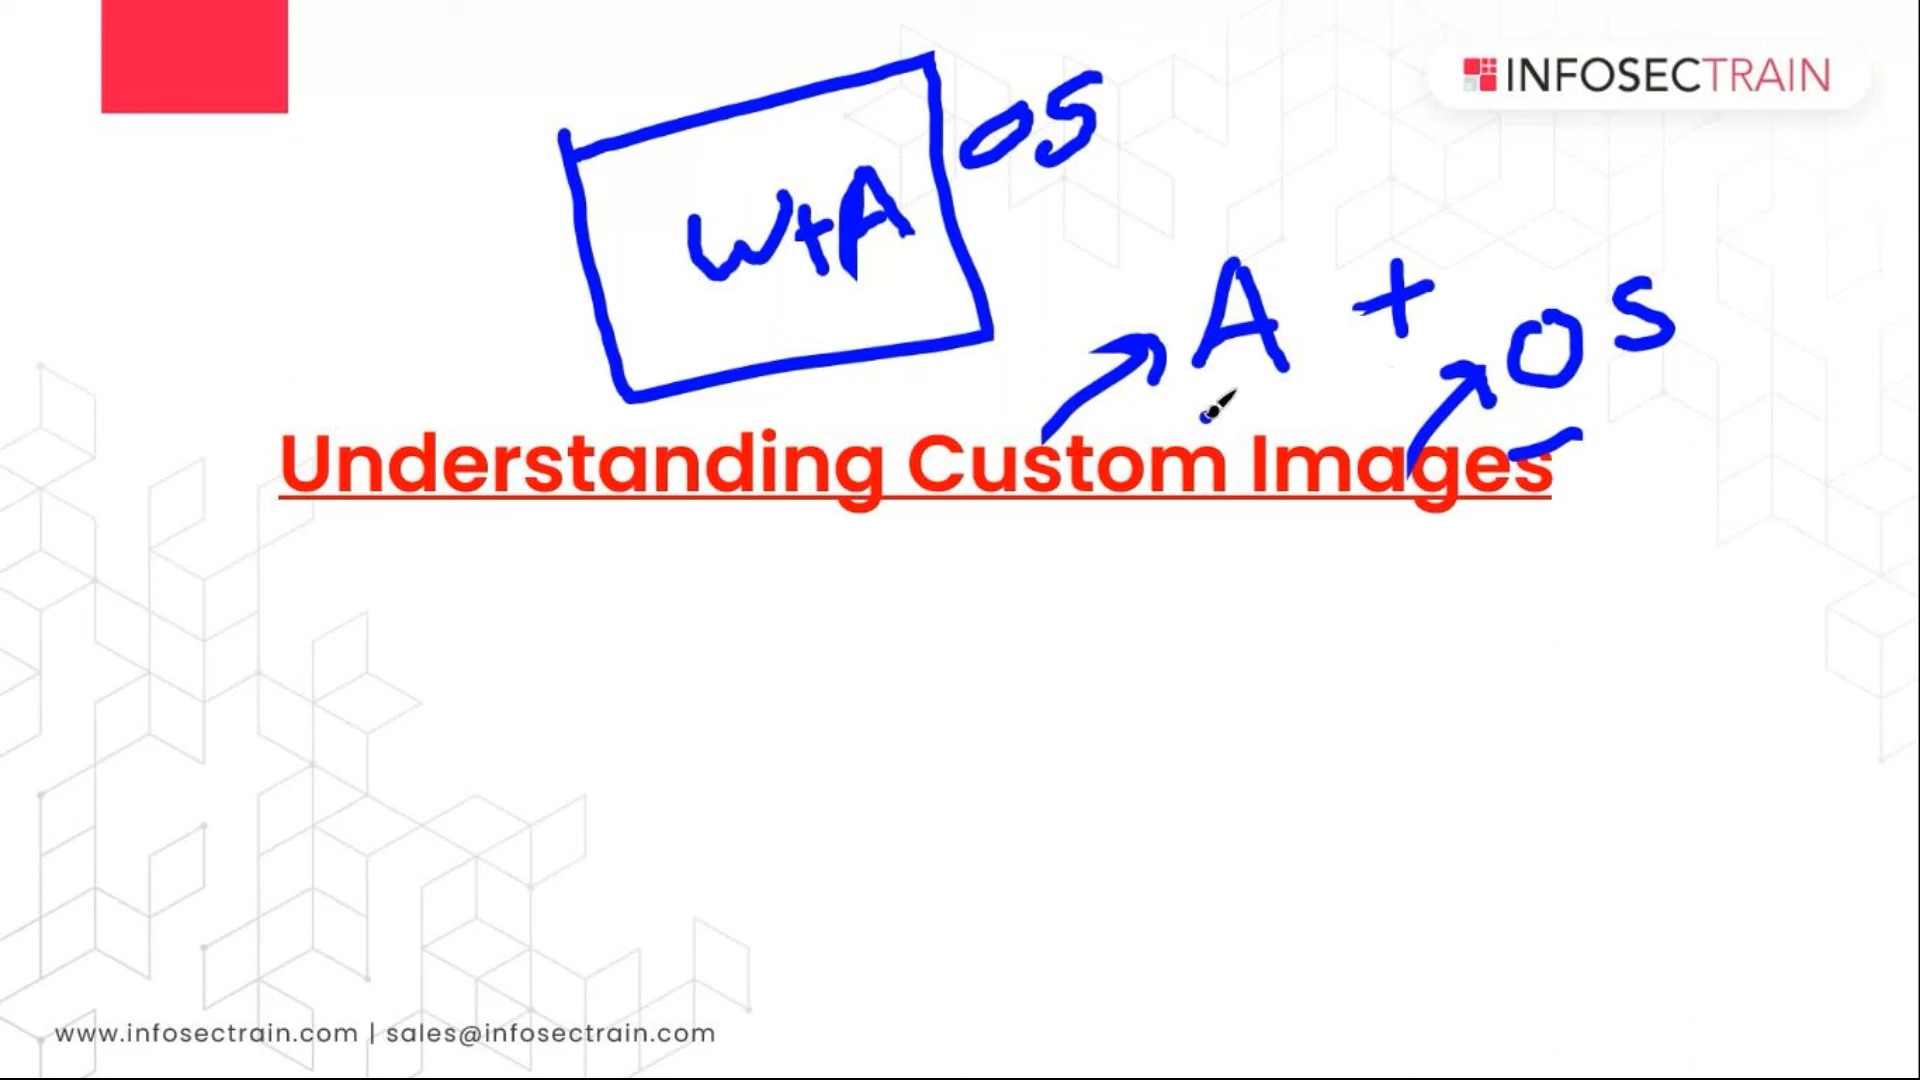 INFOSECTRAIN
OS
W+A
A + OS
Understanding Custom Images
www.infosectrain.com | sales@infosectrain.com